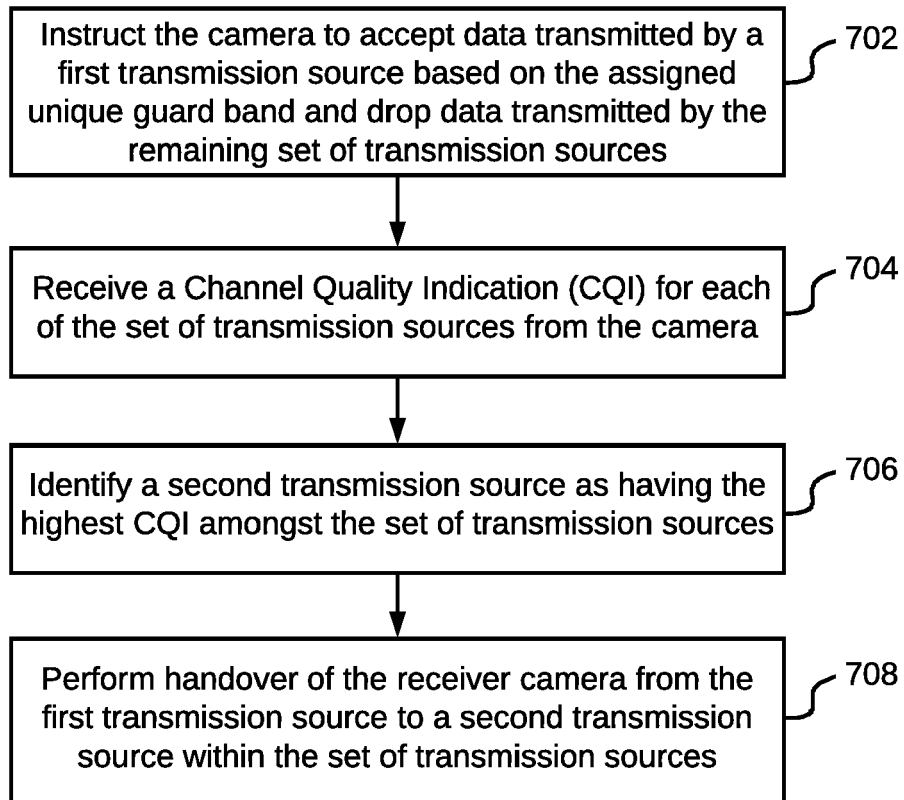 Instruct the camera to accept data transmitted by a
first transmission source based on the assigned
unique guard band and drop data transmitted by the
remaining set of transmission sources
702
Receive a Channel Quality Indication (CQI) for each
of the set of transmission sources from the camera
704
Identify a second transmission source as having the
highest CQI amongst the set of transmission sources
706
Perform handover of the receiver camera from the
first transmission source to a second transmission
source within the set of transmission sources
708